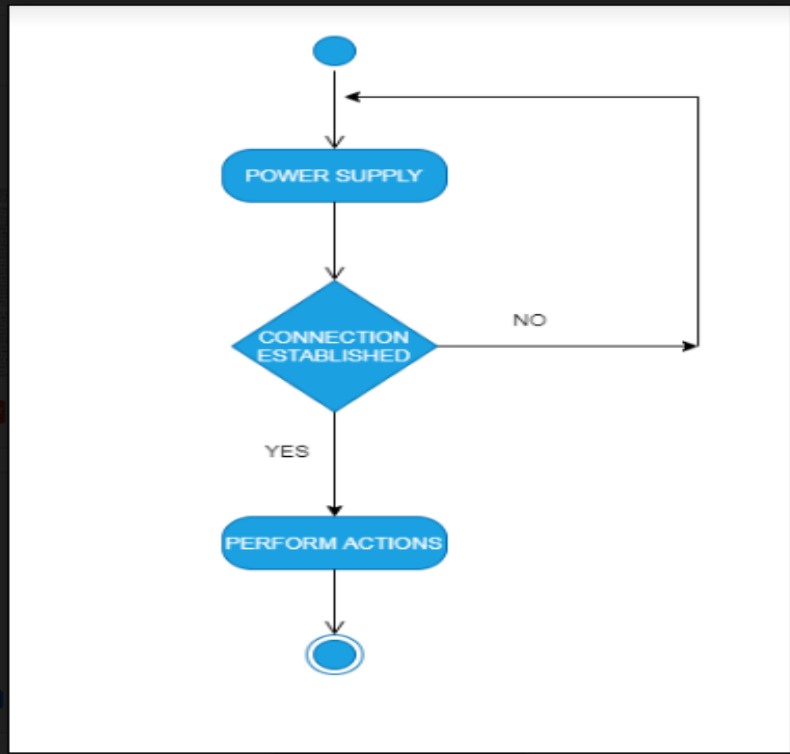 POWER SUPPLY
CONNECTION
ESTABLISHED
NO
YES
PERFORM ACTIONS